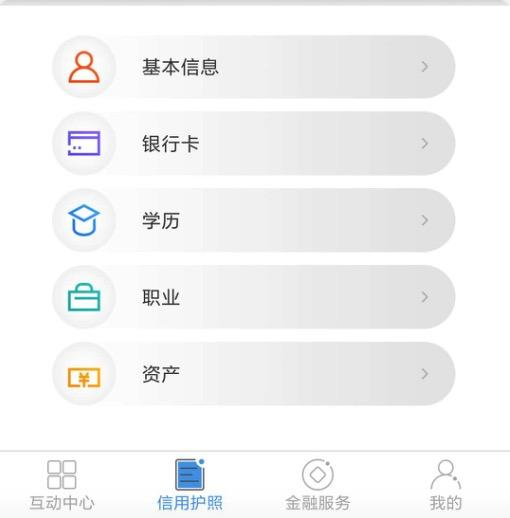 基本信息
银行卡
学历
职业
资产
互动中心 信用护照 金融服务 我的